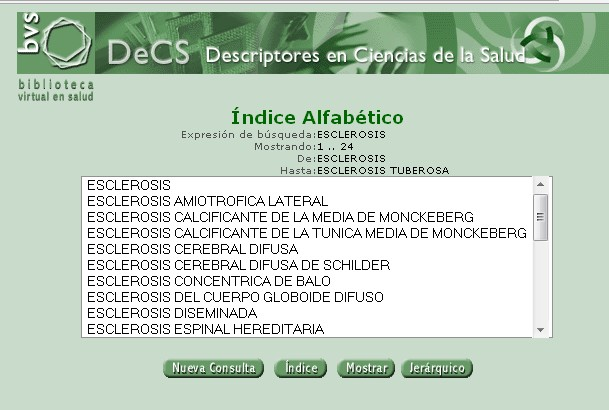 bvs
DeCS Descriptores en Ciencias de la Salud
biblioteca
virtual en salud
Índice Alfabético
Expresión de búsqueda:ESCLEROSIS
Mostrando:1 .. 24
De:ESCLEROSIS
Hasta:ESCLEROSIS TUBEROSA
ESCLEROSIS
ESCLEROSIS AMIOTROFICA LATERAL
ESCLEROSIS CALCIFICANTE DE LA MEDIA DE MONCKEBERG
ESCLEROSIS CALCIFICANTE DE LA TUNICA MEDIA DE MONCKEBERG
ESCLEROSIS CEREBRAL DIFUSA
ESCLEROSIS CEREBRAL DIFUSA DE SCHILDER
ESCLEROSIS CONCENTRICA DE BALO
ESCLEROSIS DEL CUERPO GLOBOIDE DIFUSO
ESCLEROSIS DISEMINADA
ESCLEROSIS ESPINAL HEREDITARIA
Nueva Consulta Índice Mostrar Jerárquico